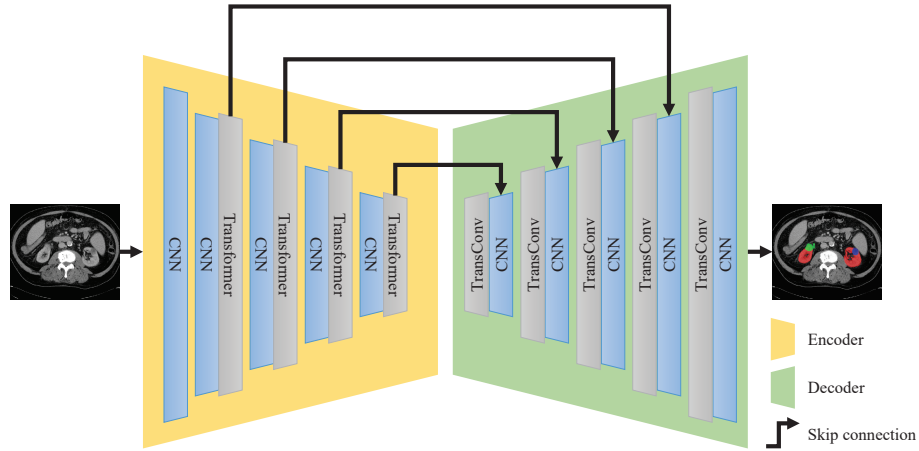 CNN
CNN
Transformer
CNN
Transformer
CNN
Transformer
CNN
Transformer
TransConv
CNN
TransConv
CNN
TransConv
CNN
TransConv
CNN
TransConv
CNN
Encoder
Decoder
Skip connection